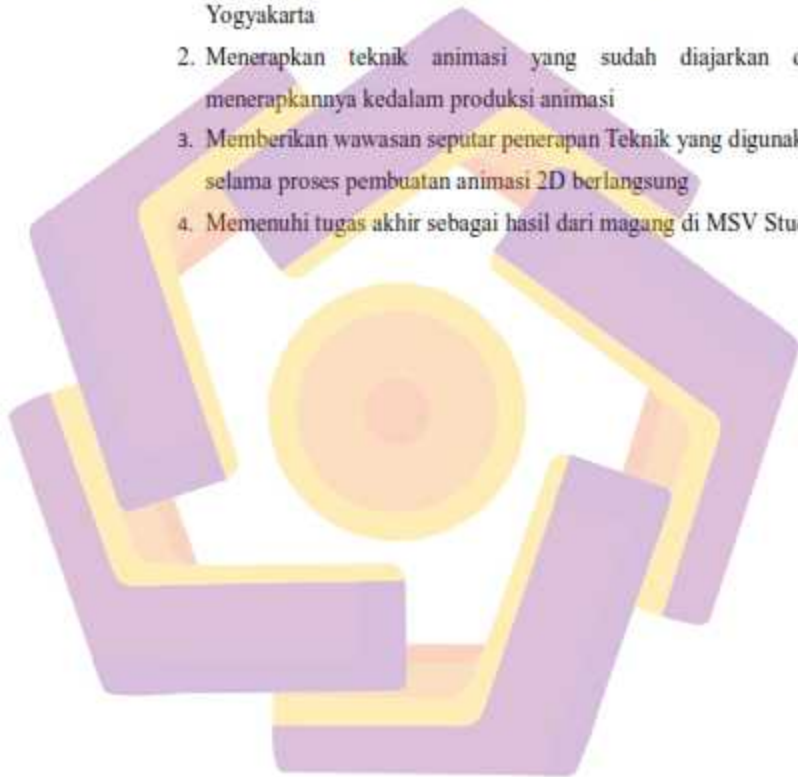 Yogyakarta
2. Menerapkan teknik animasi yang sudah diajarkan
menerapkannya kedalam produksi animasi
3. Memberikan wawasan seputar penerapan Teknik yang
selama proses pembuatan animasi 2D berlangsung
4. Memenuhi tugas akhir sebagai hasil dari magang di MSV